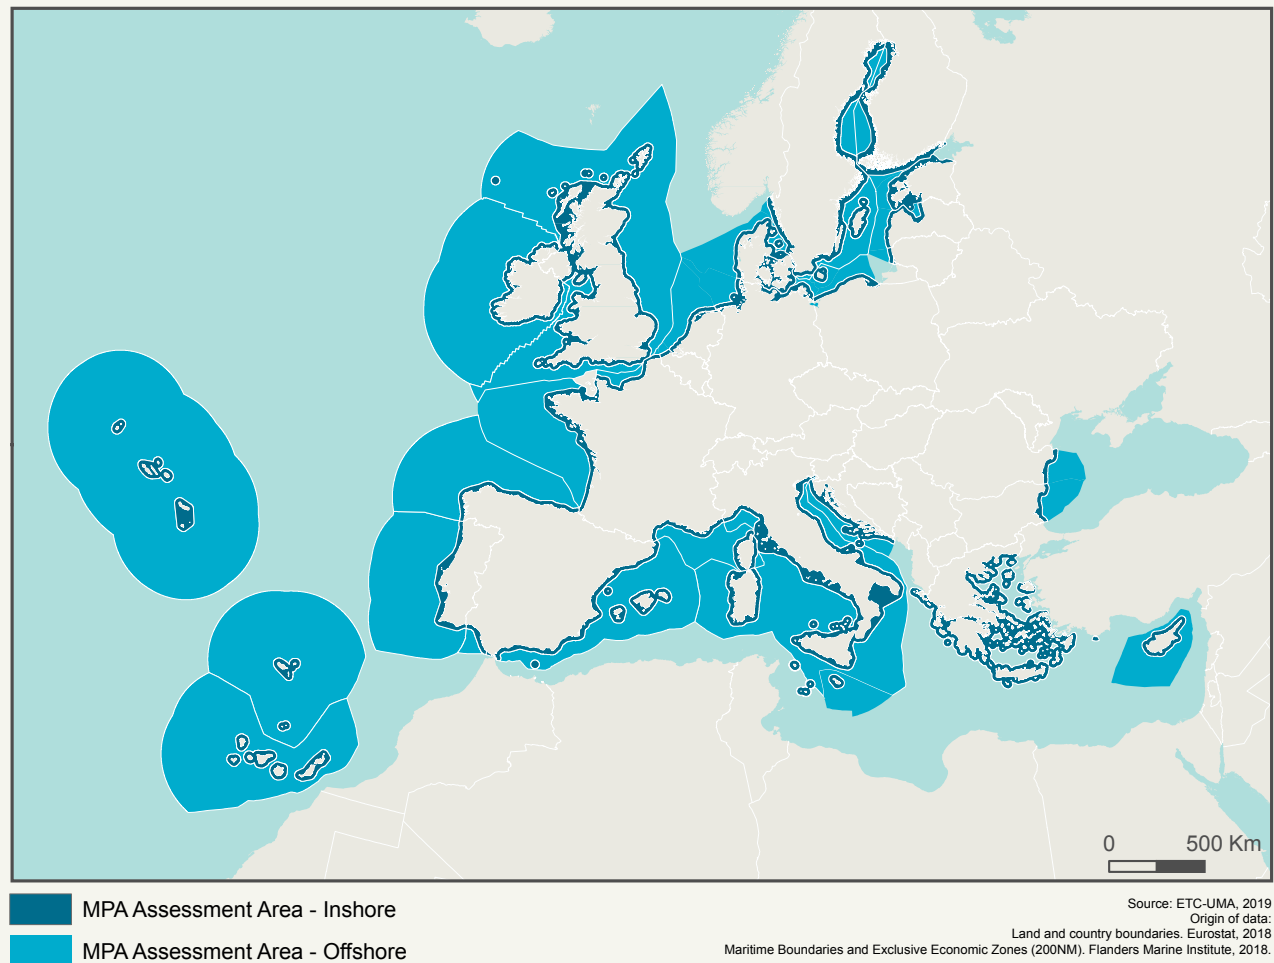 0 500 Km
MPA Assessment Area - Inshore
MPA Assessment Area - Offshore
Source: ETC-UMA, 2019
Origin of data:
Land and country boundaries. Eurostat, 2018
Maritime Boundaries and Exclusive Economic Zones (200NM). Flanders Marine Institute, 2018.